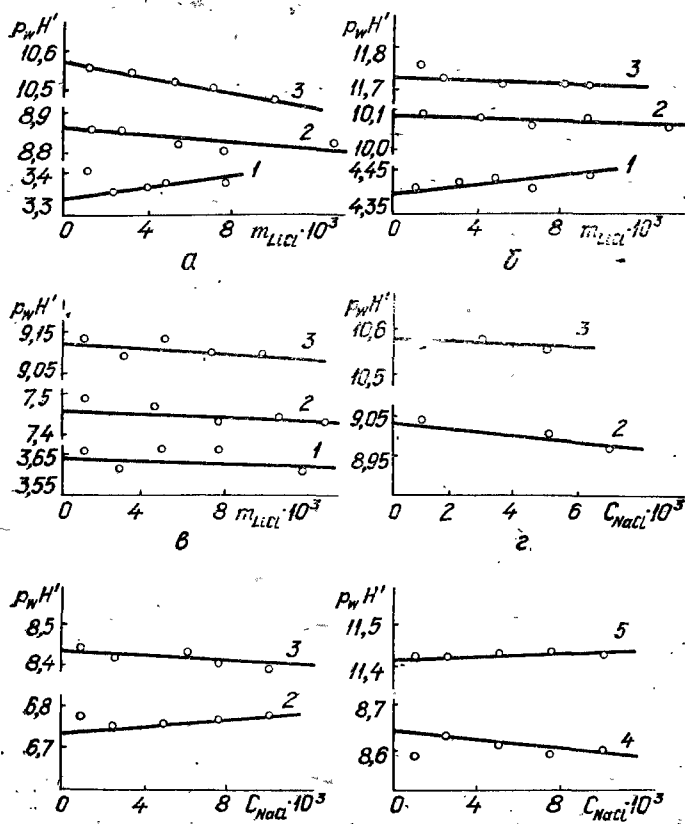 p_wH'
10,6
10,5
8,9
8,8
3,4
3,3
3
2
1
0 4 8 m_LiCl·10³
а
p_wH'
11,8
11,7
10,1
10,0
4,45
4,35
3
2
1
0 4 8 m_LiCl·10³
б
p_wH'
9,15
9,05
7,5
7,4
3,65
3,55
3
2
1
0 4 8 m_LiCl·10³
в
p_wH'
10,6
10,5
9,05
8,95
3
2
0 2 4 6 C_NaCl·10³
г
p_wH'
8,5
8,4
6,8
6,7
3
2
0 4 8 C_NaCl·10³
p_wH'
11,5
11,4
8,7
8,6
5
4
0 4 8 C_NaCl·10³